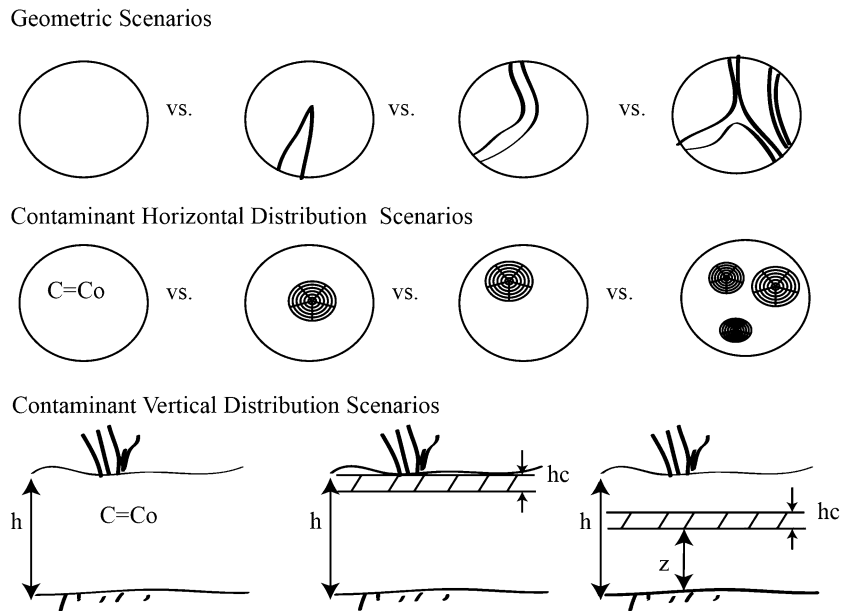 Geometric Scenarios
vs. vs. vs.
Contaminant Horizontal Distribution Scenarios
C=Co vs. vs. vs.
Contaminant Vertical Distribution Scenarios
hc
h C=Co h h hc
z